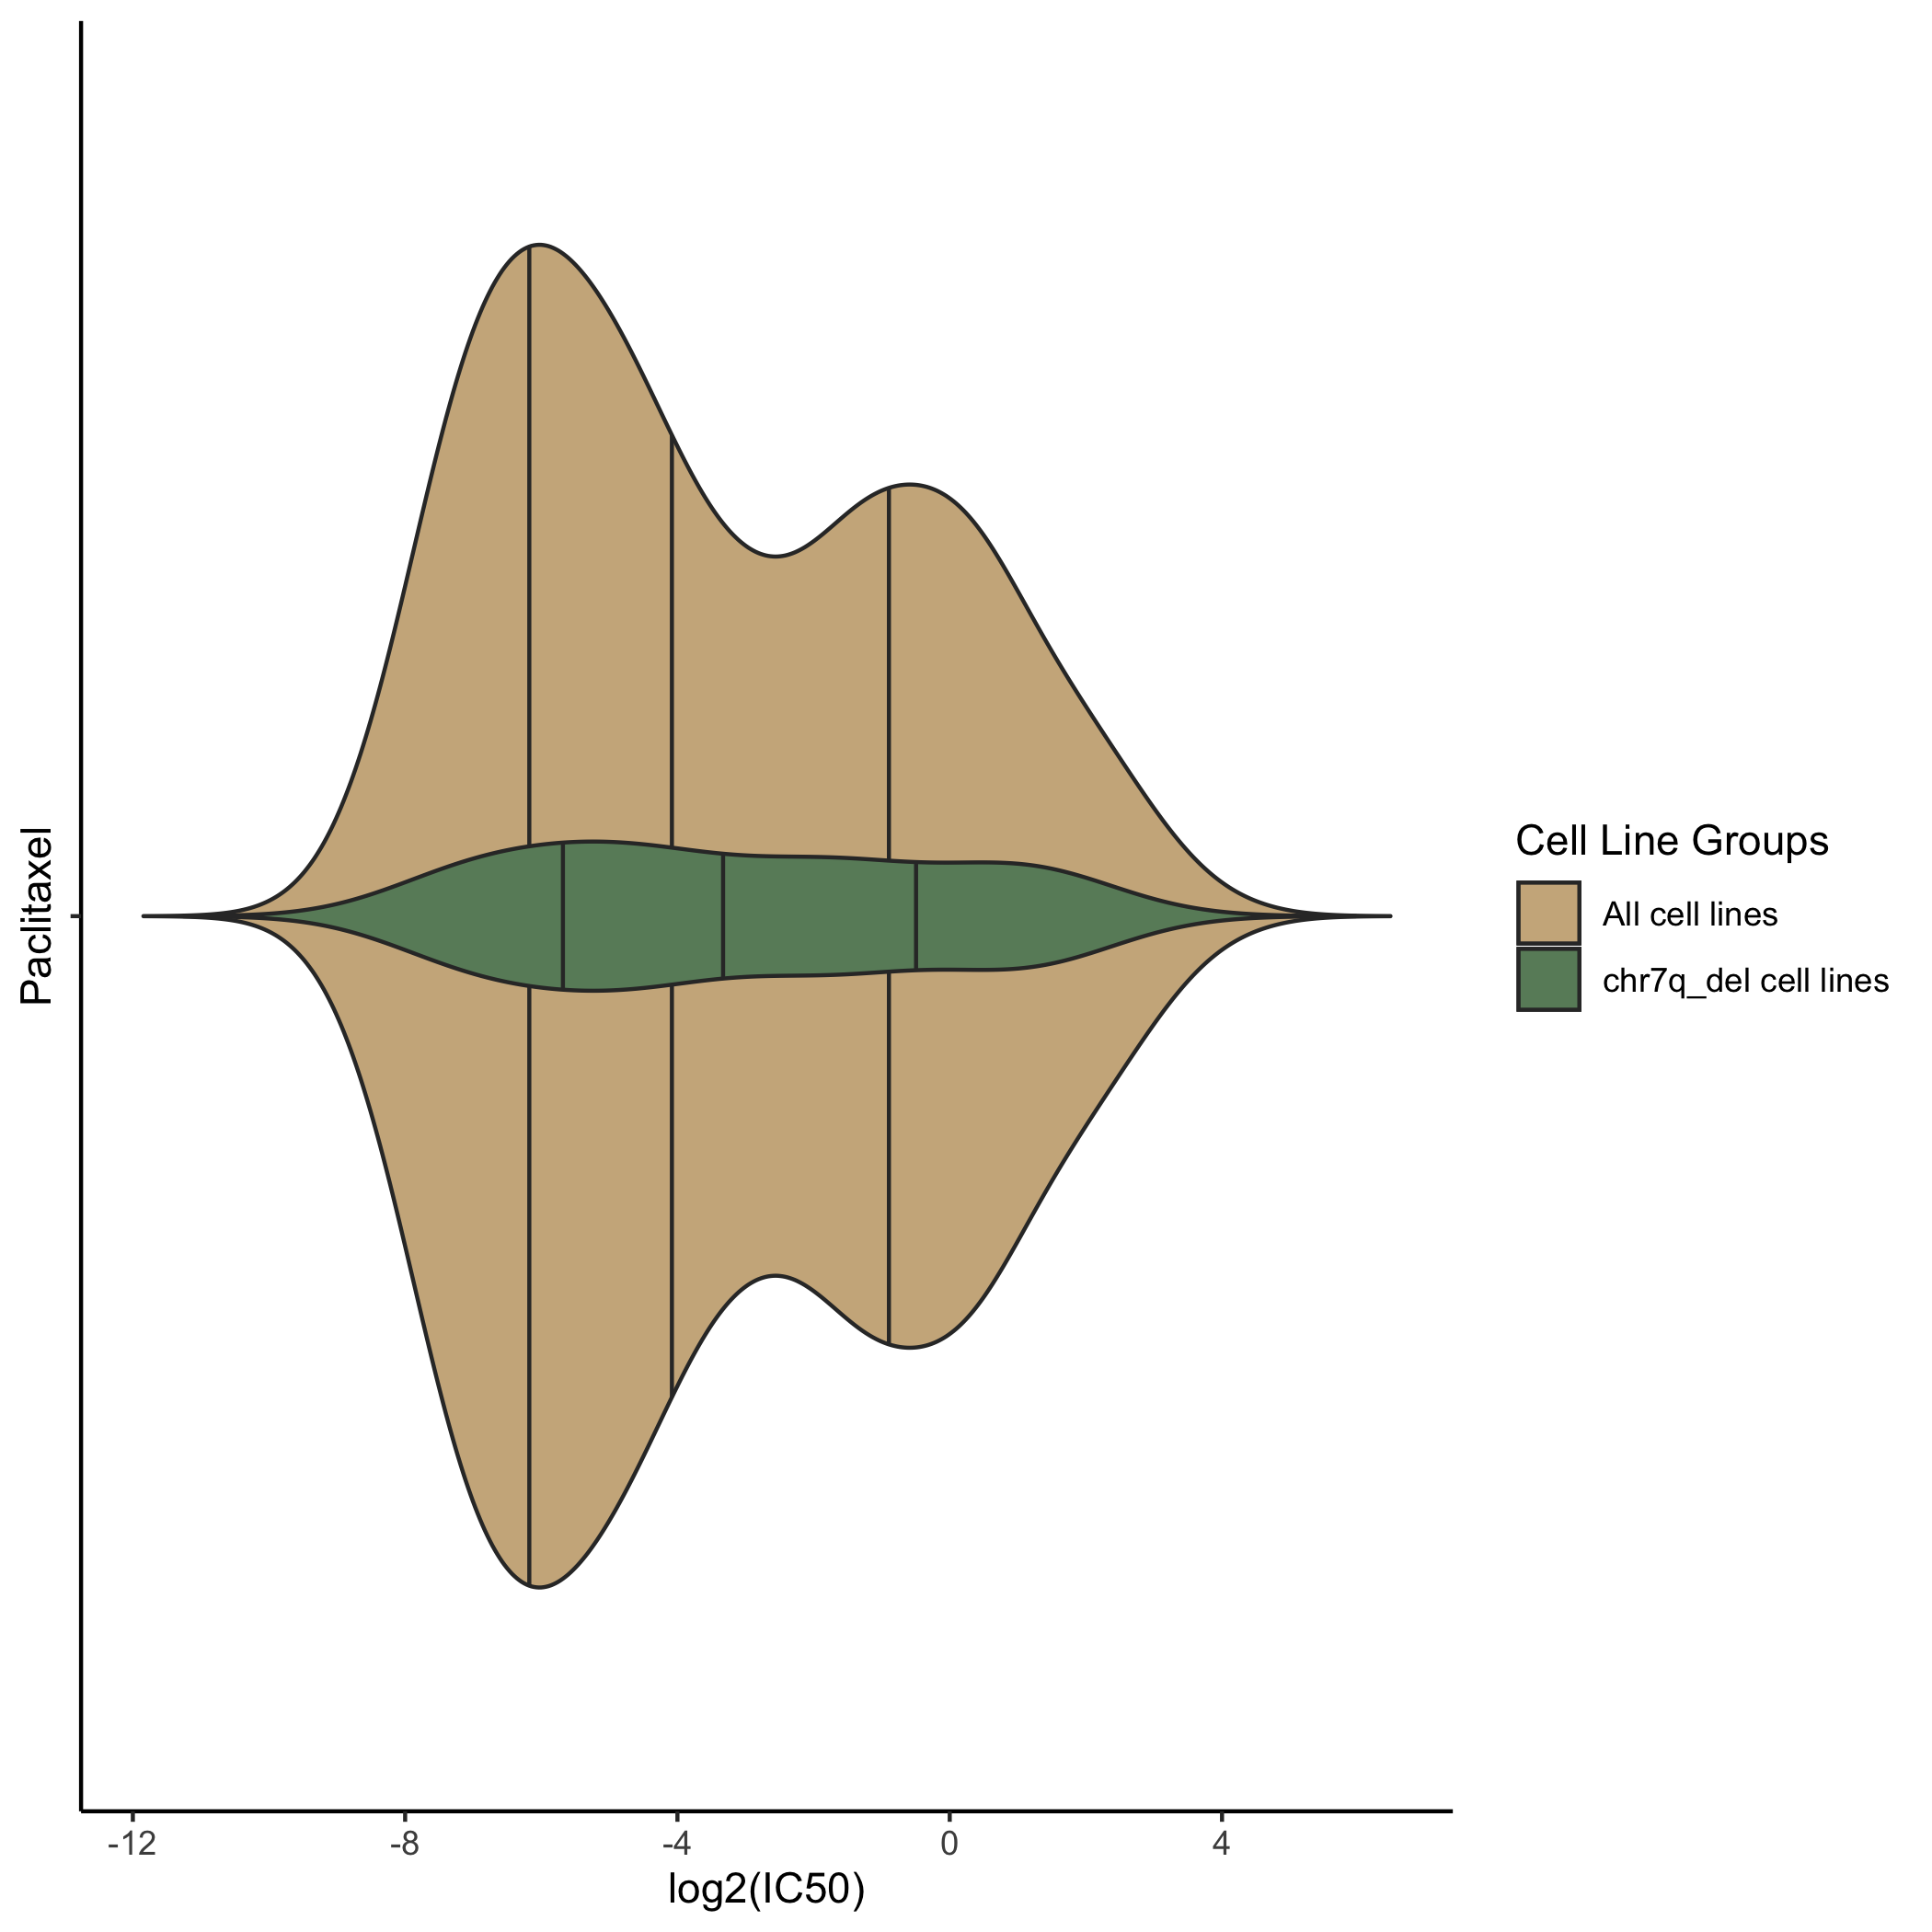 Paclitaxel
-12
-8
-4
0
4
log2(IC50)
Cell Line Groups
All cell lines
chr7q_del cell lines